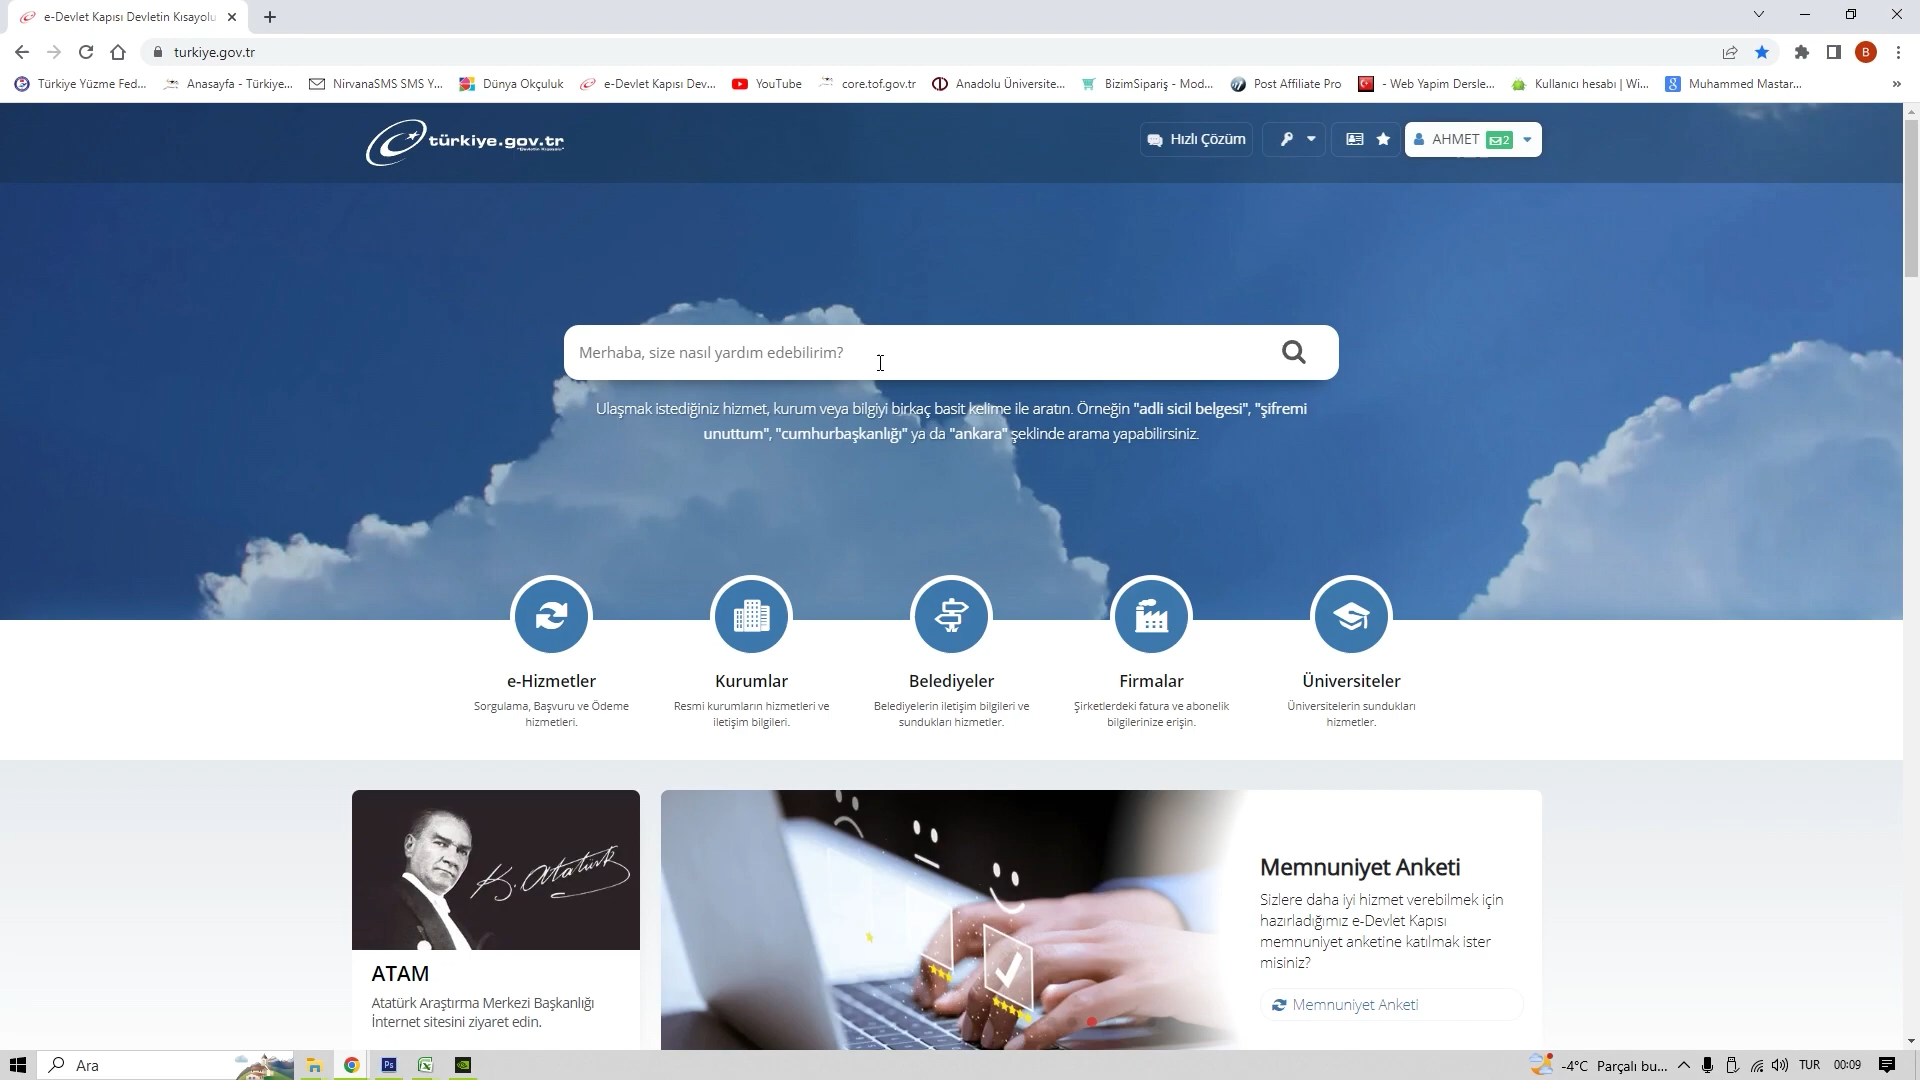 e-Devlet Kapısı Devletin Kısayolu
turkiye.gov.tr
B
Türkiye Yüzme Fed...
Anasayfa - Türkiye...
NirvanaSMS SMS Y...
Dünya Okçuluk
e-Devlet Kapısı Dev...
YouTube
core.tof.gov.tr
Anadolu Üniversite...
BizimSipariş - Mod...
Post Affiliate Pro
- Web Yapim Dersle...
Kullanıcı hesabı | Wi...
Muhammed Mastar...
türkiye.gov.tr
"Devletin Kısayolu"
Hızlı Çözüm
AHMET 2
Merhaba, size nasıl yardım edebilirim?
Ulaşmak istediğiniz hizmet, kurum veya bilgiyi birkaç basit kelime ile aratın. Örneğin "adli sicil belgesi", "şifremi
unuttum", "cumhurbaşkanlığı" ya da "ankara" şeklinde arama yapabilirsiniz.
e-Hizmetler
Sorgulama, Başvuru ve Ödeme
hizmetleri.
Kurumlar
Resmi kurumların hizmetleri ve
iletişim bilgileri.
Belediyeler
Belediyelerin iletişim bilgileri ve
sundukları hizmetler.
Firmalar
Şirketlerdeki fatura ve abonelik
bilgilerinize erişin.
Üniversiteler
Üniversitelerin sundukları
hizmetler.
K. Atatürk
ATAM
Atatürk Araştırma Merkezi Başkanlığı
İnternet sitesini ziyaret edin.
Memnuniyet Anketi
Sizlere daha iyi hizmet verebilmek için
hazırladığımız e-Devlet Kapısı
memnuniyet anketine katılmak ister
misiniz?
Memnuniyet Anketi
Ara
Ps
-4°C Parçalı bu...
TUR
00:09